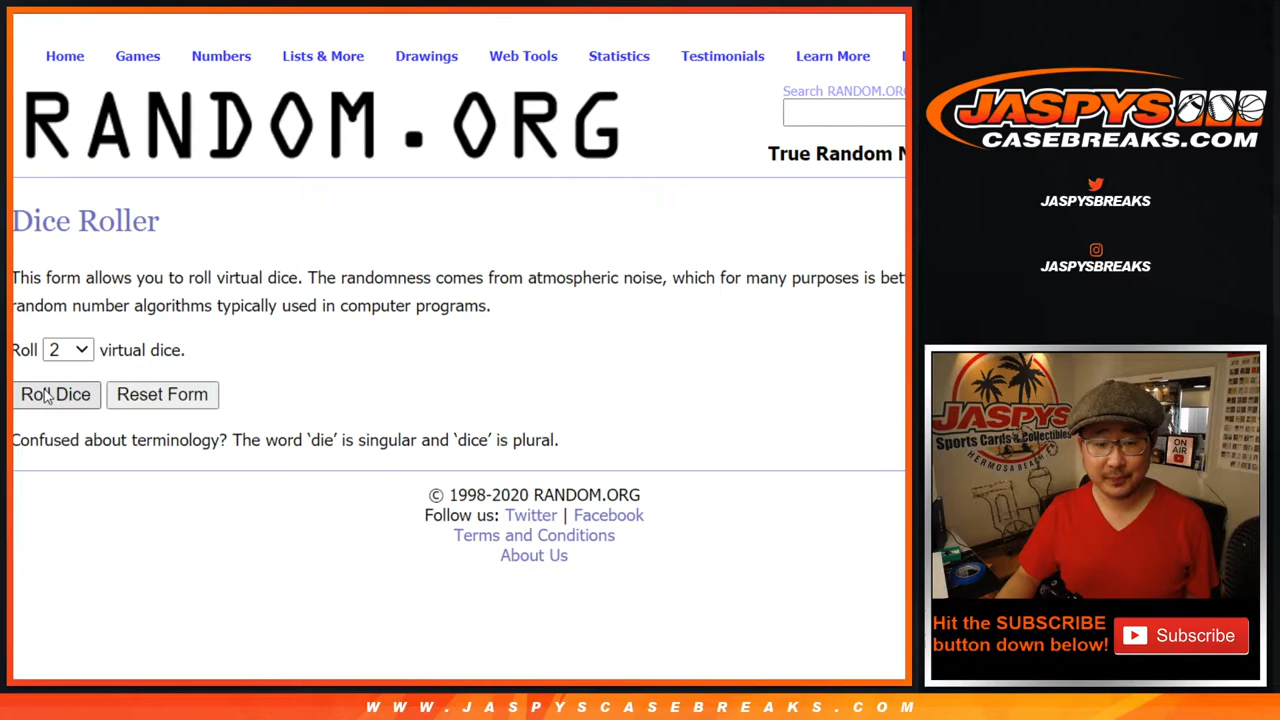 Home Games Numbers Lists & More Drawings Web Tools Statistics Testimonials Learn More
RANDOM.ORG
Search RANDOM.ORG
True Random N
Dice Roller
This form allows you to roll virtual dice. The randomness comes from atmospheric noise, which for many purposes is bet
random number algorithms typically used in computer programs.
Roll 2 virtual dice.
Roll Dice Reset Form
Confused about terminology? The word ‘die’ is singular and ‘dice’ is plural.
© 1998-2020 RANDOM.ORG
Follow us: Twitter | Facebook
Terms and Conditions
About Us
JASPYS
CASEBREAKS.COM
JASPYSBREAKS
JASPYSBREAKS
JASPYS
Sports Cards & Collectibles
HERMOSA BEACH
ON AIR
Hit the SUBSCRIBE
button down below!
Subscribe
WWW.JASPYSCASEBREAKS.COM